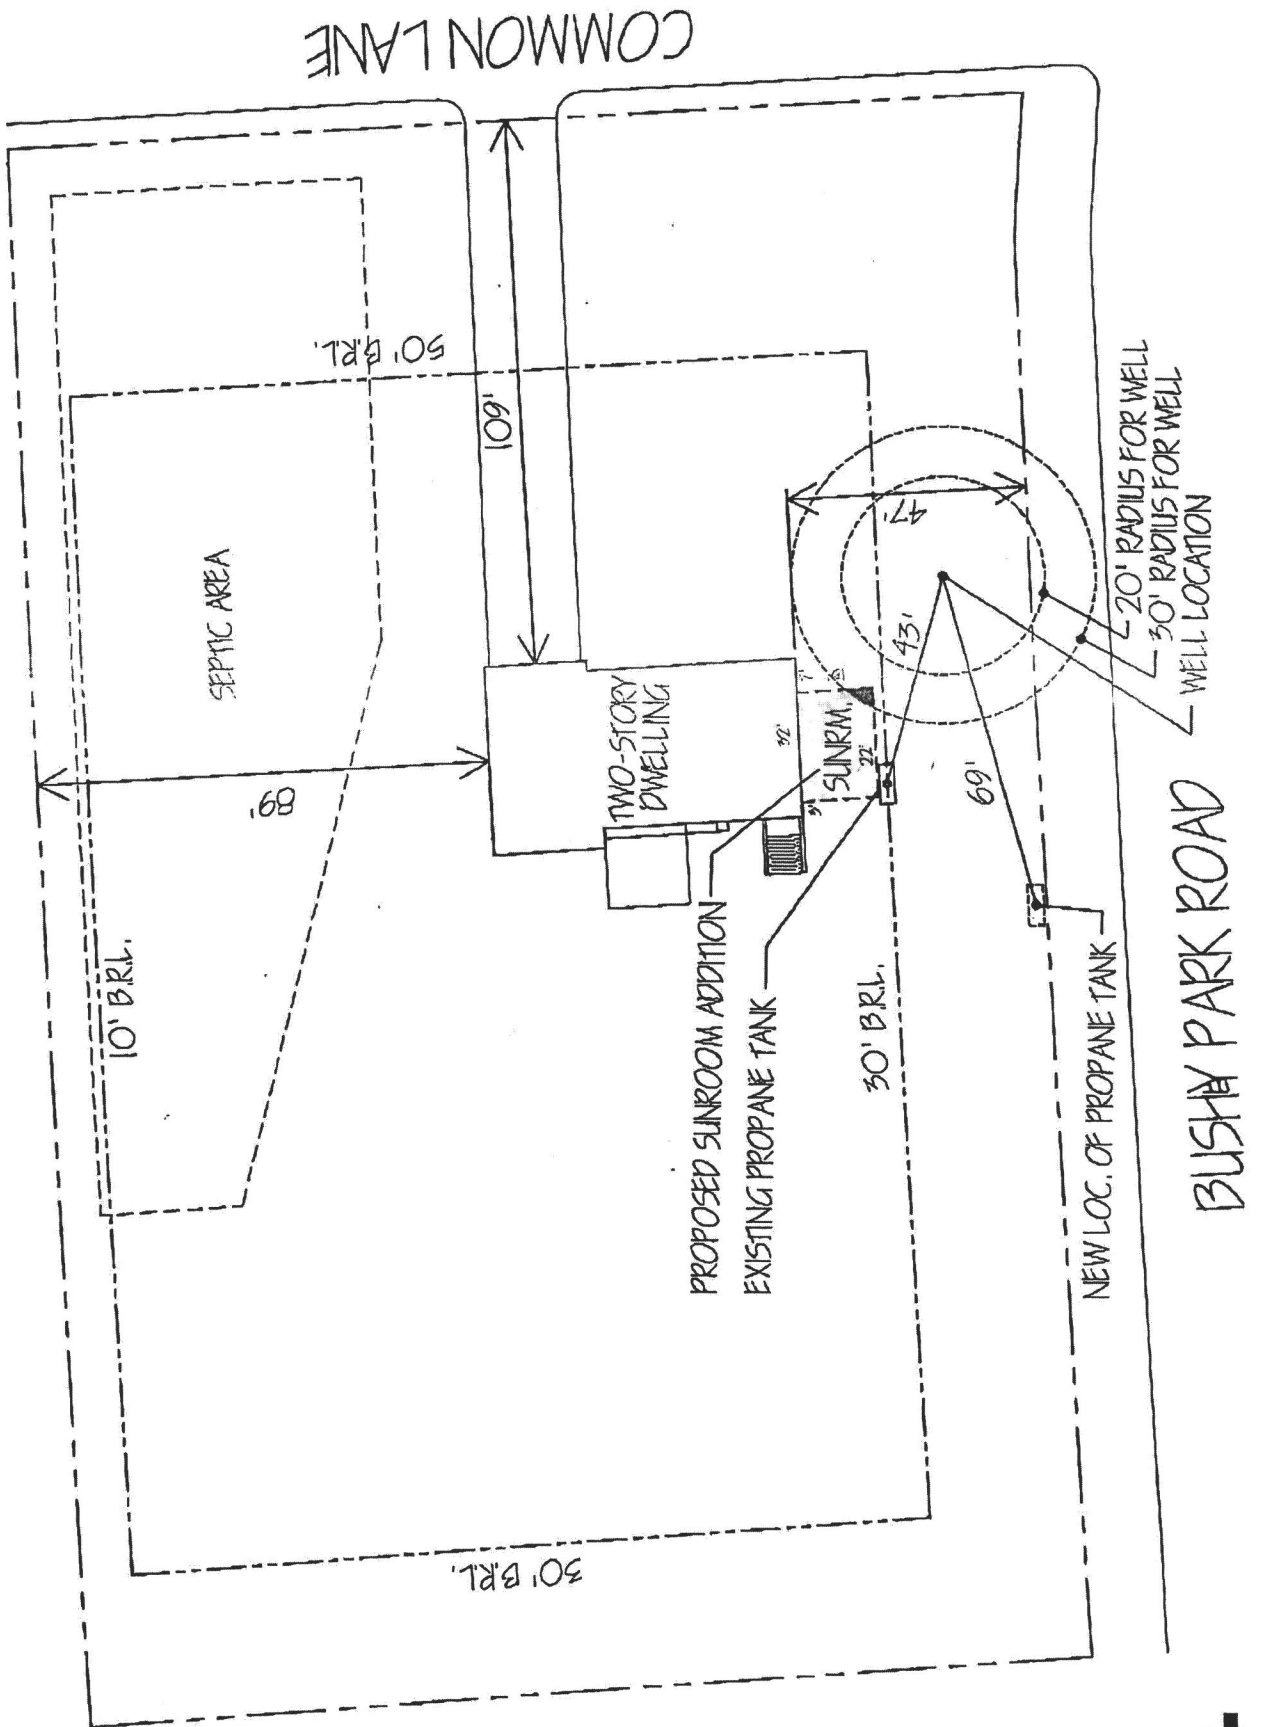 COMMON LANE
50' B.R.L.
109'
SEPTIC AREA
89'
10' B.R.L.
TWO-STORY
DWELLING
32'
7'
SUNRM.
22'
47'
43'
69'
20' RADIUS FOR WELL
30' RADIUS FOR WELL
WELL LOCATION
PROPOSED SUNROOM ADDITION
EXISTING PROPANE TANK
30' B.R.L.
NEW LOC. OF PROPANE TANK
BUSHY PARK ROAD
30' B.R.L.